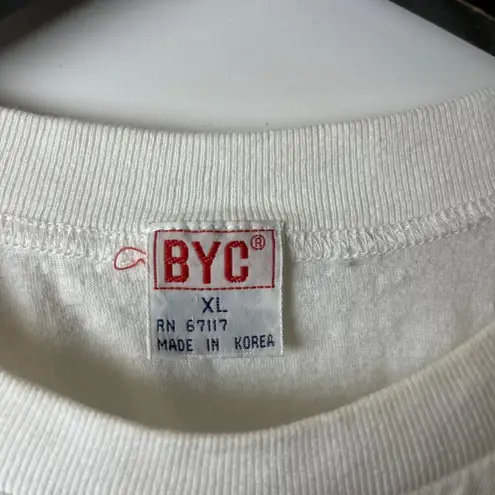 BYC®
XL
RN 67117
MADE IN KOREA